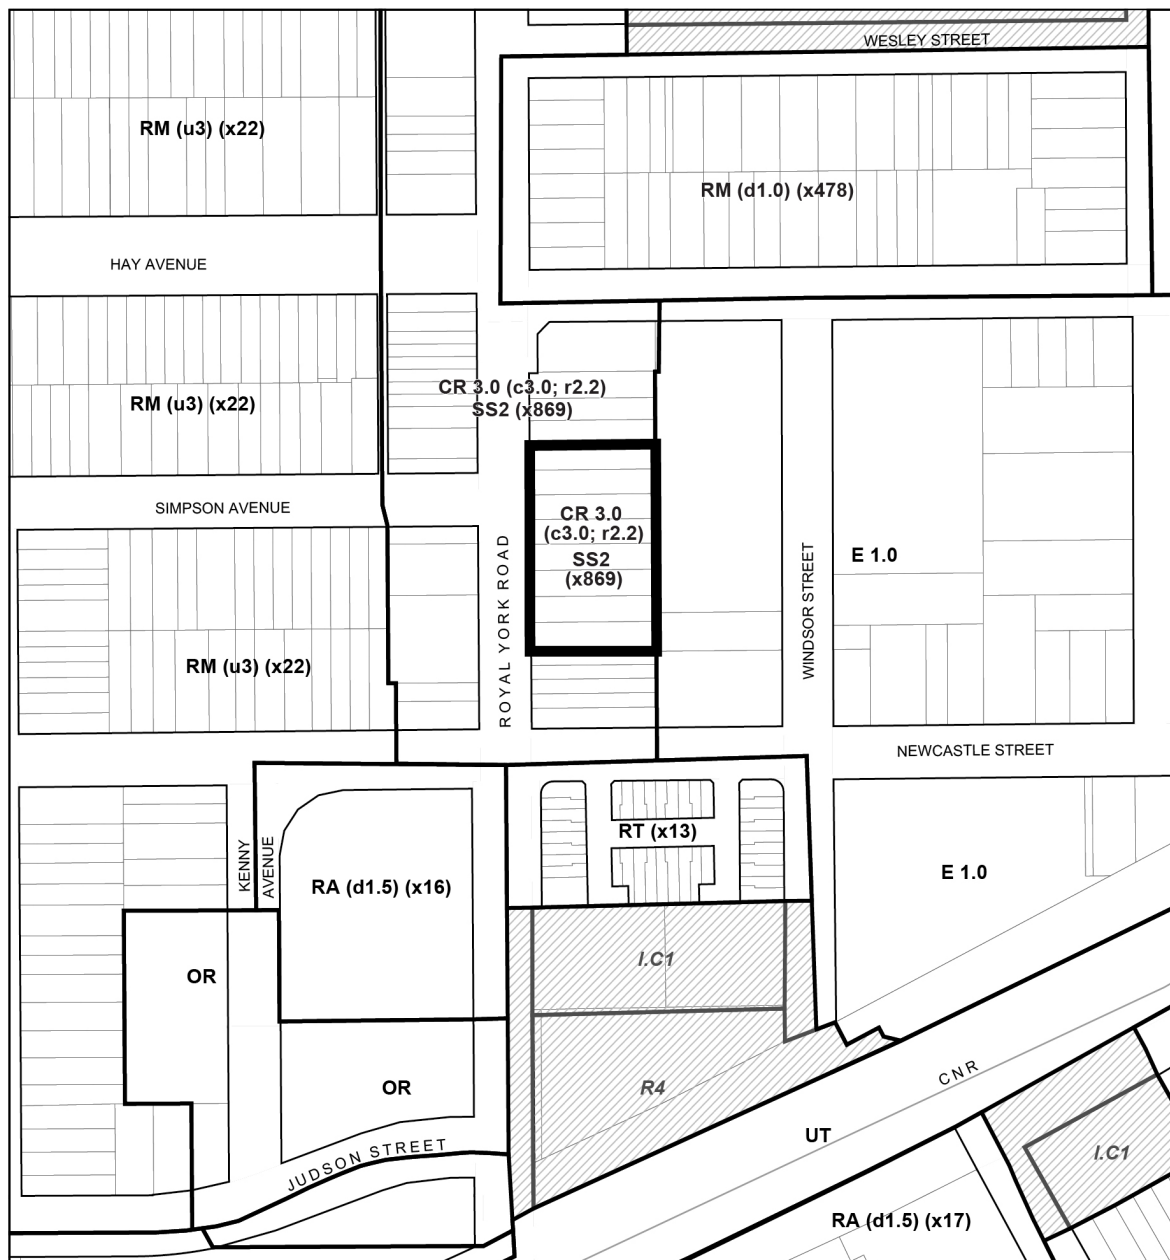 WESLEY STREET
RM (u3) (x22)
RM (d1.0) (x478)
HAY AVENUE
CR 3.0 (c3.0; r2.2)
SS2 (x869)
RM (u3) (x22)
SIMPSON AVENUE
CR 3.0
(c3.0; r2.2)
SS2
(x869)
ROYAL YORK ROAD
WINDSOR STREET
E 1.0
RM (u3) (x22)
NEWCASTLE STREET
KENNY
AVENUE
RT (x13)
RA (d1.5) (x16)
E 1.0
OR
I.C1
OR
R4
CNR
JUDSON STREET
UT
I.C1
RA (d1.5) (x17)